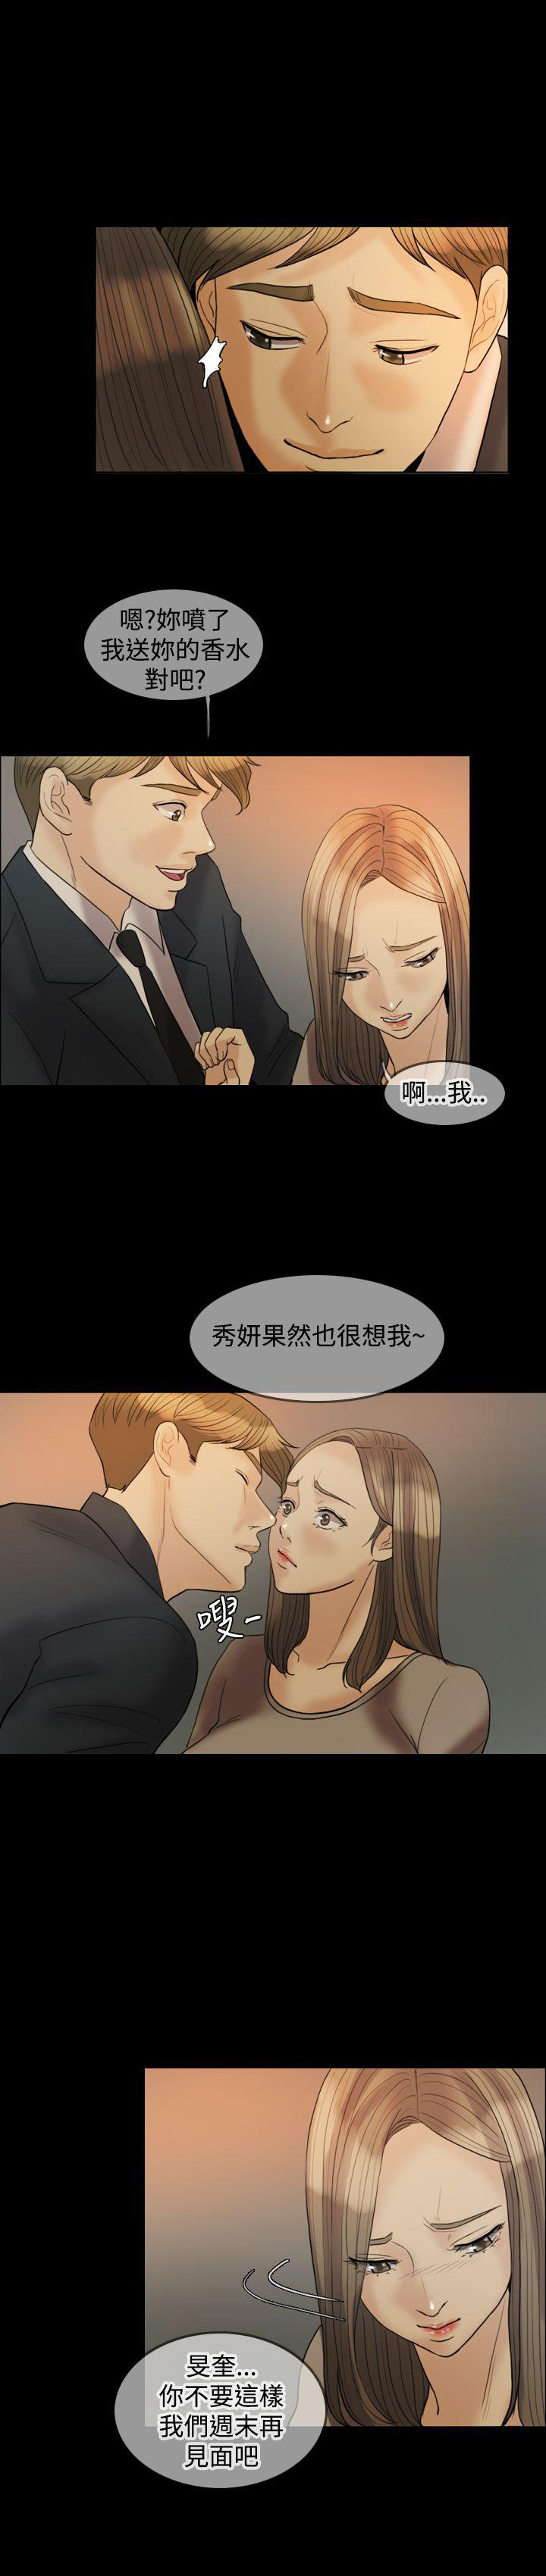 嗯?妳噴了
我送妳的香水
對吧?
啊...我..
秀妍果然也很想我~
嗖-
旻奎...
你不要這樣
我們週末再
見面吧